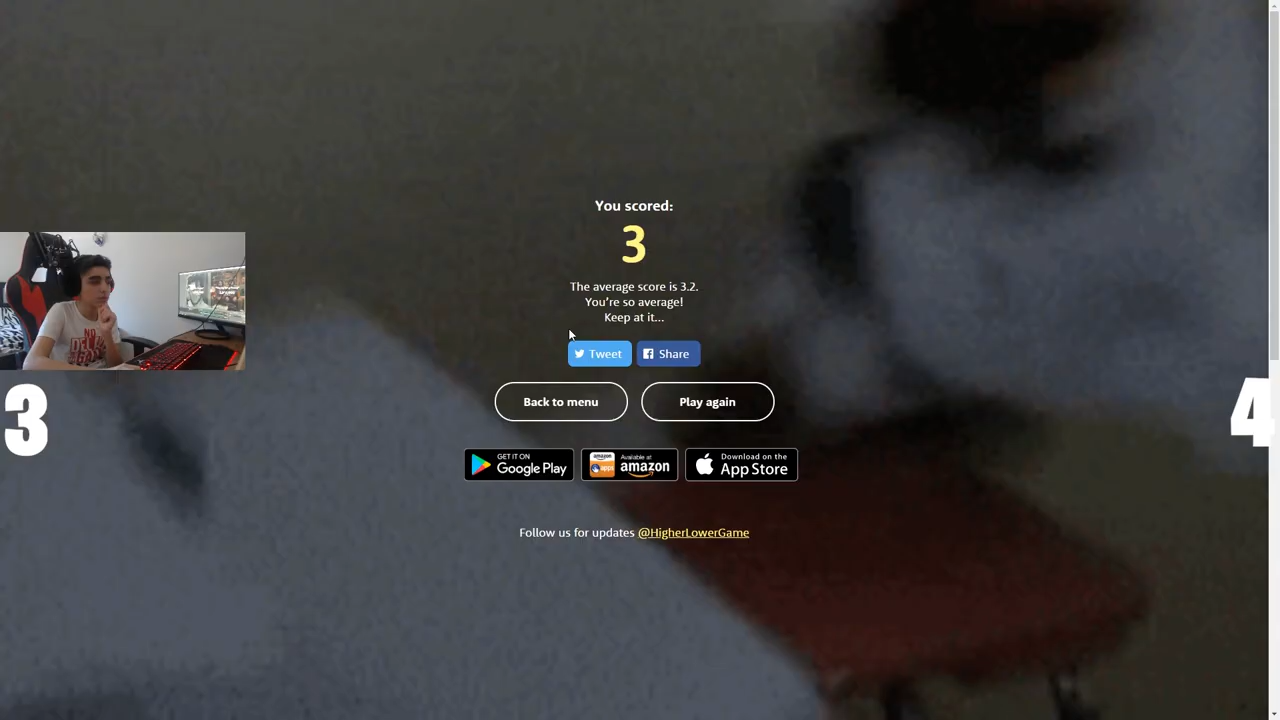 You scored:
3
The average score is 3.2.
You're so average!
Keep at it...
Tweet Share
3
4
Back to menu Play again
GET IT ON
Google Play
amazon
apps
Available at
amazon
Download on the
App Store
Follow us for updates @HigherLowerGame